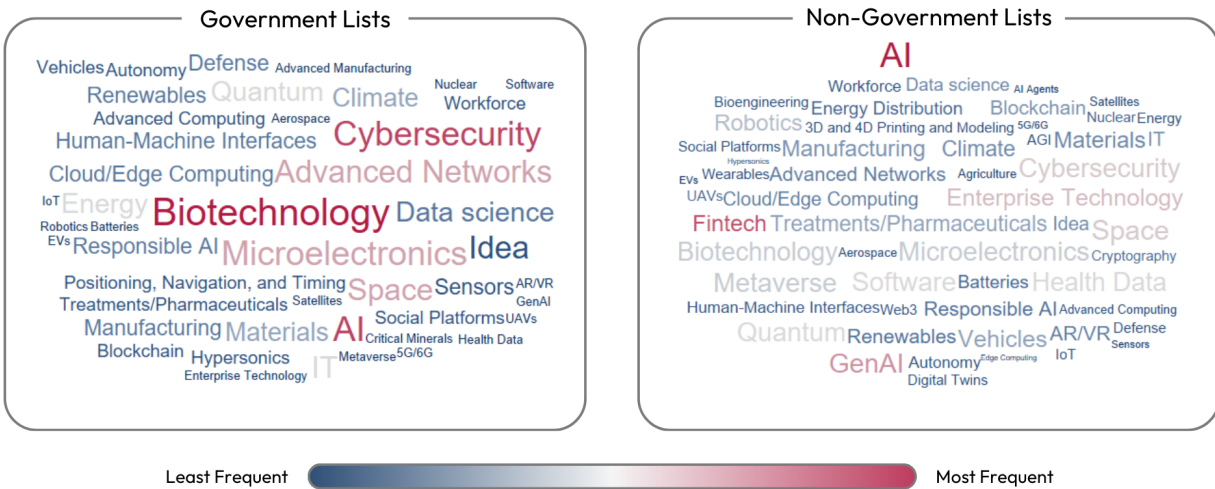 Government Lists
Vehicles Autonomy Defense Advanced Manufacturing
Renewables Quantum Climate Nuclear Software
Workforce
Advanced Computing Aerospace
Human-Machine Interfaces Cybersecurity
Cloud/Edge Computing Advanced Networks
IoT Energy Biotechnology Data science
Robotics Batteries
EVs Responsible AI Microelectronics Idea
Positioning, Navigation, and Timing Space Sensors AR/VR
Treatments/Pharmaceuticals Satellites GenAI
Manufacturing Materials AI Social Platforms UAVs
Critical Minerals Health Data
Blockchain Hypersonics IT Metaverse 5G/6G
Enterprise Technology
Non-Government Lists
AI
Workforce Data science AI Agents
Bioengineering Energy Distribution Blockchain Satellites
Robotics 3D and 4D Printing and Modeling 5G/6G Nuclear Energy
Social Platforms Manufacturing Climate AGI Materials IT
Hypersonics
EVs Wearables Advanced Networks Agriculture Cybersecurity
UAVs Cloud/Edge Computing Enterprise Technology
Fintech Treatments/Pharmaceuticals Idea Space
Biotechnology Aerospace Microelectronics Cryptography
Metaverse Software Batteries Health Data
Human-Machine Interfaces Web3 Responsible AI Advanced Computing
Quantum Renewables Vehicles AR/VR Defense
Sensors
GenAI Autonomy Edge Computing IoT
Digital Twins
Least Frequent Most Frequent